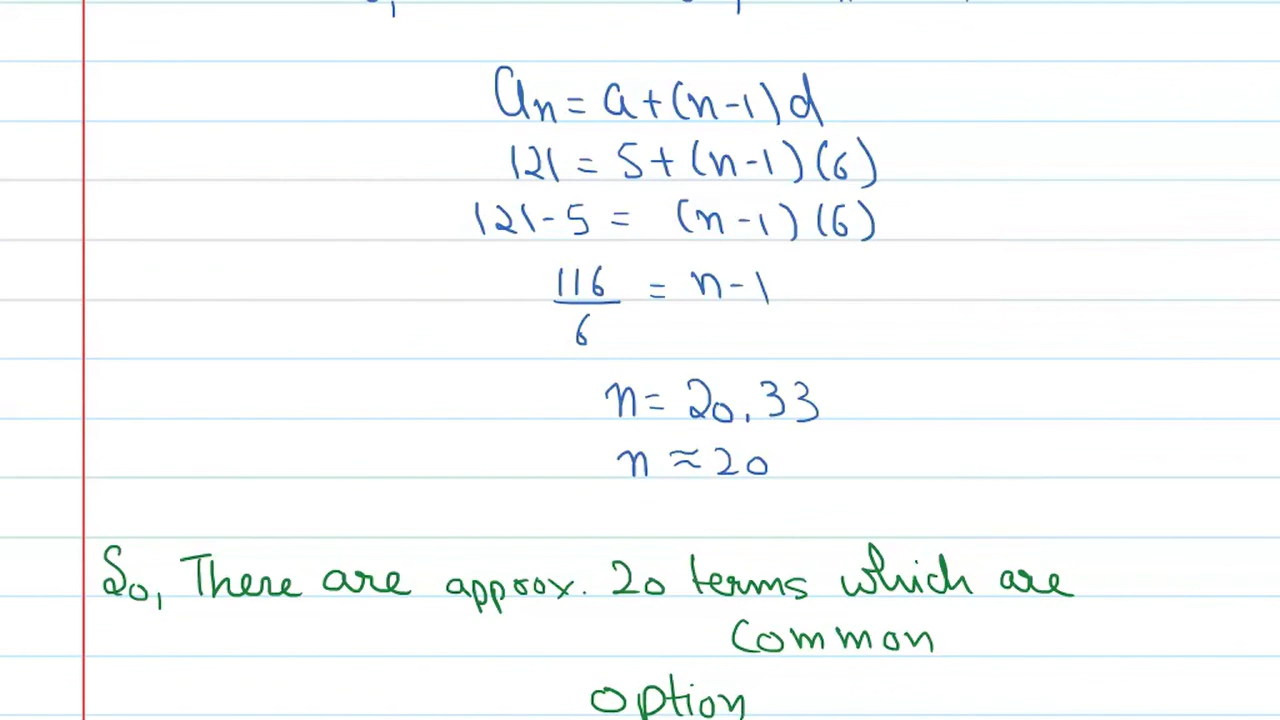 an = a + (n-1)d
121 = 5 + (n-1)(6)
121-5 = (n-1)(6)
116/6 = n-1
n = 20.33
n ≈ 20
So, There are approx. 20 terms which are
common
option